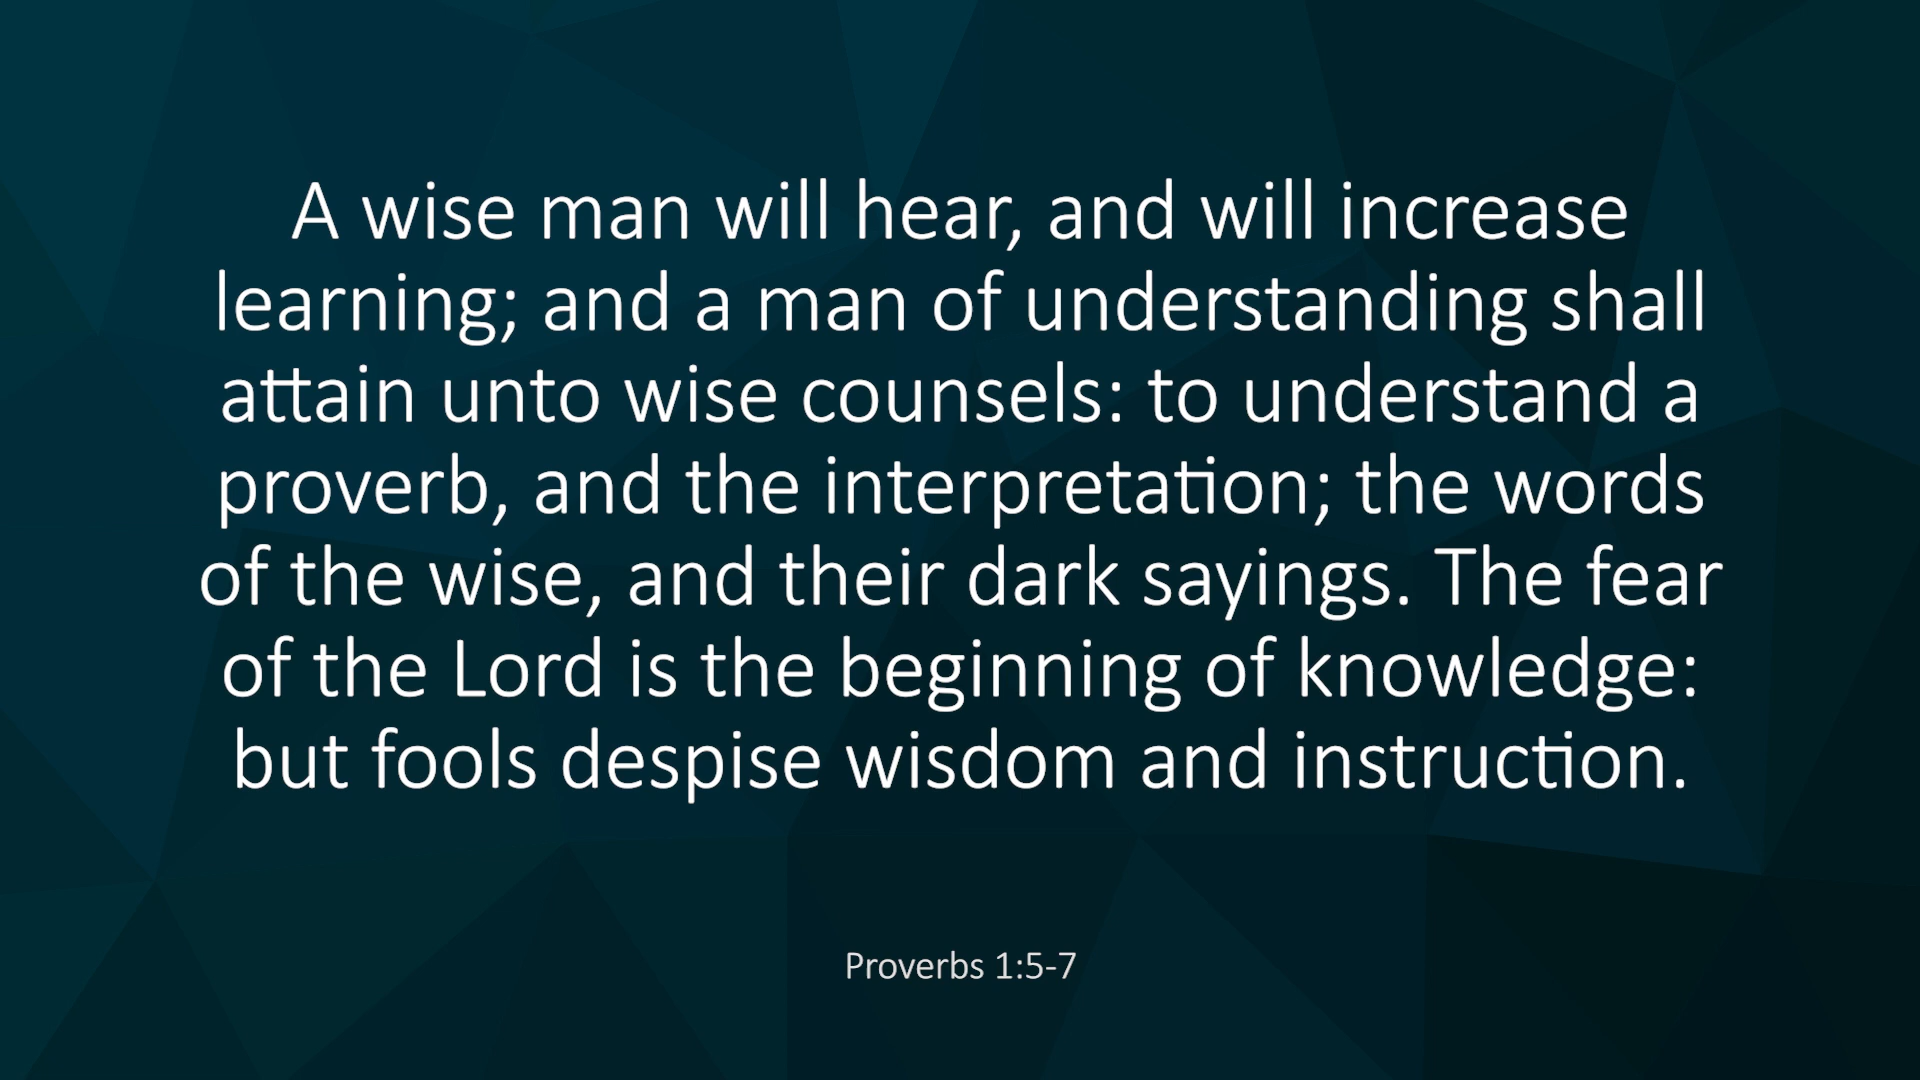 A wise man will hear, and will increase
learning; and a man of understanding shall
attain unto wise counsels: to understand a
proverb, and the interpretation; the words
of the wise, and their dark sayings. The fear
of the Lord is the beginning of knowledge:
but fools despise wisdom and instruction.
Proverbs 1:5-7